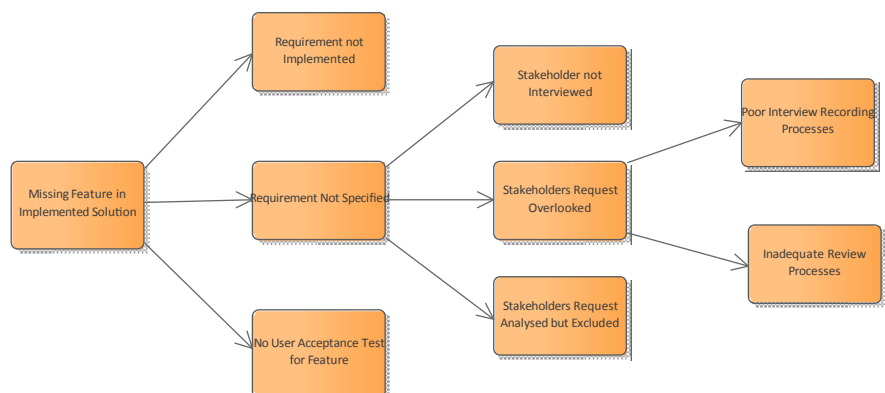 Requirement not
Implemented
Stakeholder not
Interviewed
Poor Interview Recording
Processes
Missing Feature in
Implemented Solution
Requirement Not Specified
Stakeholders Request
Overlooked
Inadequate Review
Processes
Stakeholders Request
Analysed but Excluded
No User Acceptance Test
for Feature